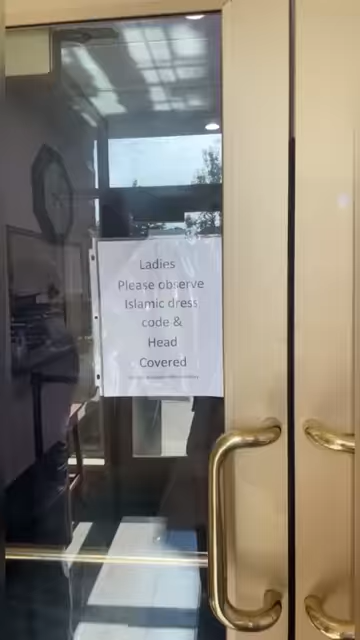 Ladies
Please observe
Islamic dress
code &
Head
Covered